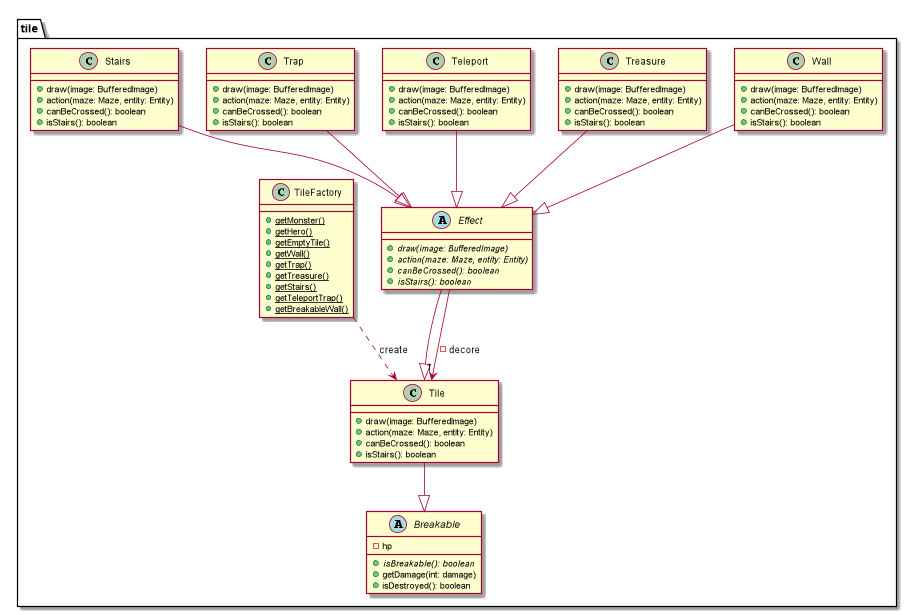 tile
C Stairs
draw(image: BufferedImage)
action(maze: Maze, entity: Entity)
canBeCrossed(): boolean
isStairs(): boolean
C Trap
draw(image: BufferedImage)
action(maze: Maze, entity: Entity)
canBeCrossed(): boolean
isStairs(): boolean
C Teleport
draw(image: BufferedImage)
action(maze: Maze, entity: Entity)
canBeCrossed(): boolean
isStairs(): boolean
C Treasure
draw(image: BufferedImage)
action(maze: Maze, entity: Entity)
canBeCrossed(): boolean
isStairs(): boolean
C Wall
draw(image: BufferedImage)
action(maze: Maze, entity: Entity)
canBeCrossed(): boolean
isStairs(): boolean
C TileFactory
getMonster()
getHero()
getEmptyTile()
getWall()
getTrap()
getTreasure()
getStairs()
getTeleportTrap()
getBreakableWall()
A Effect
draw(image: BufferedImage)
action(maze: Maze, entity: Entity)
canBeCrossed(): boolean
isStairs(): boolean
create
decore
C Tile
draw(image: BufferedImage)
action(maze: Maze, entity: Entity)
canBeCrossed(): boolean
isStairs(): boolean
A Breakable
hp
isBreakable(): boolean
getDamage(int: damage)
isDestroyed(): boolean